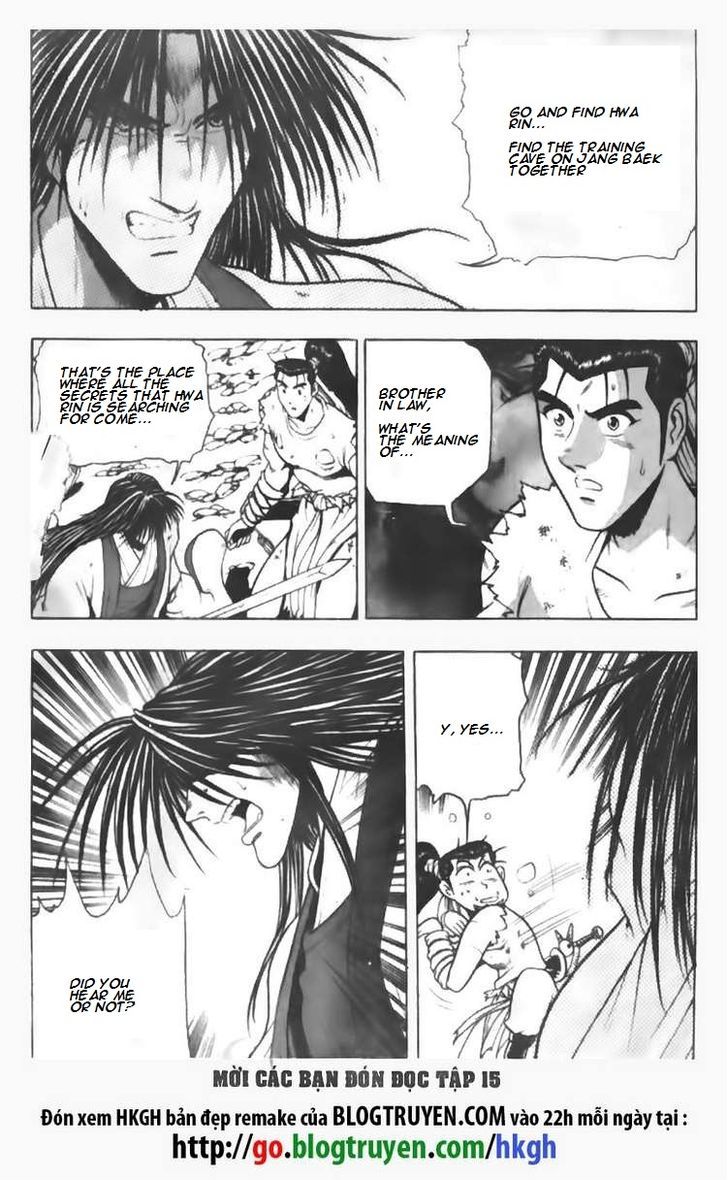 GO AND FIND HWA
RIN...
FIND THE TRAINING
CAVE ON JANG BAEK
TOGETHER
THAT'S THE PLACE
WHERE ALL THE
SECRETS THAT HWA
RIN IS SEARCHING
FOR COME...
BROTHER
IN LAW,
WHAT'S
THE MEANING
OF...
DID YOU
HEAR ME
OR NOT?
Y, YES...
MỜI CÁC BẠN ĐÓN ĐỌC TẬP 15
Đón xem HKGH bản đẹp remake của BLOGTRUYEN.COM vào 22h mỗi ngày tại :
http://go.blogtruyen.com/hkgh